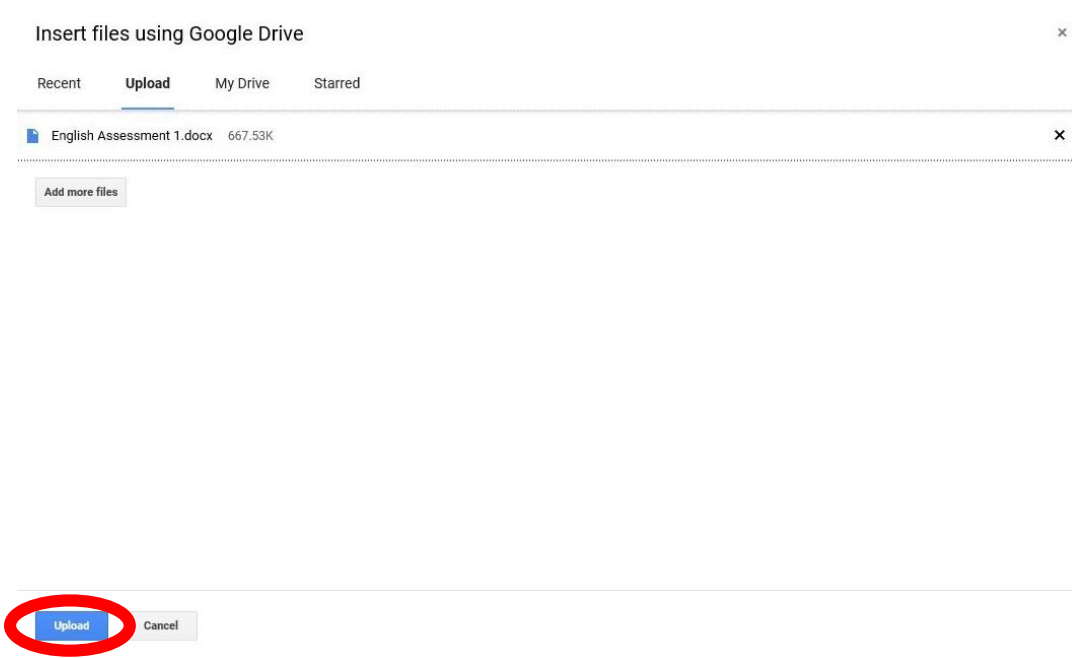 Insert files using Google Drive ×
Recent Upload My Drive Starred
English Assessment 1.docx 667.53K ×
Add more files
Upload Cancel